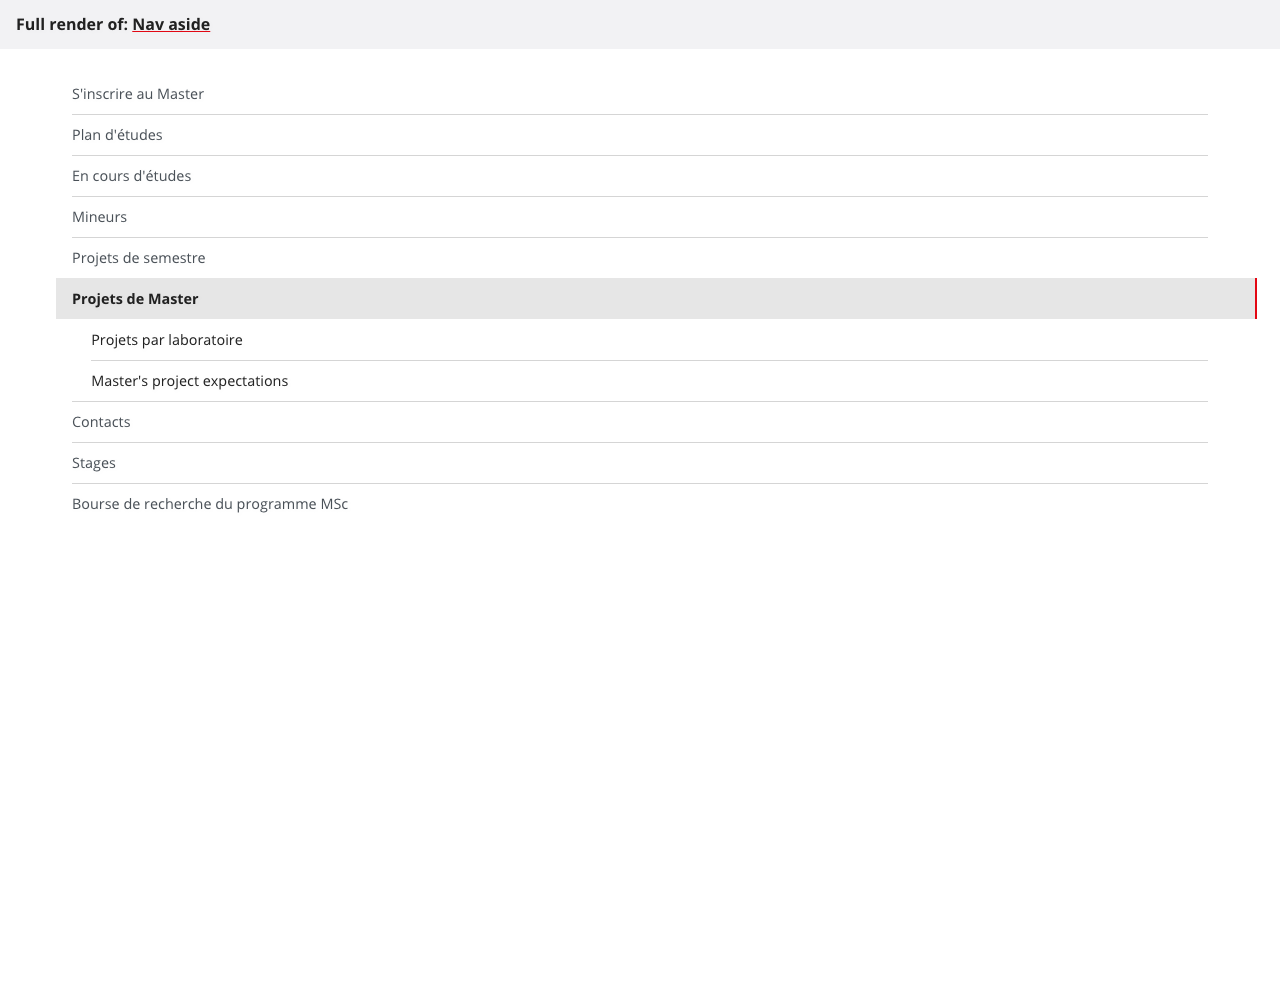 Full render of: Nav aside
S'inscrire au Master
Plan d'études
En cours d'études
Mineurs
Projets de semestre
Projets de Master
Projets par laboratoire
Master's project expectations
Contacts
Stages
Bourse de recherche du programme MSc